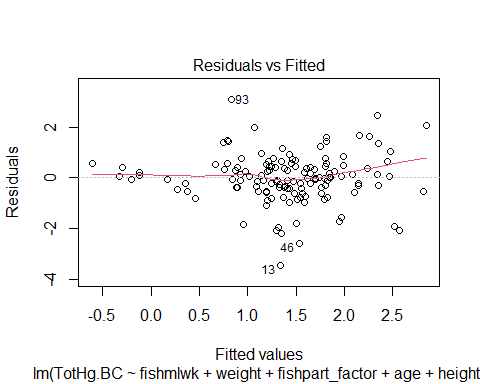 Residuals vs Fitted
Residuals
2
0
-2
-4
93
46
13
-0.5 0.0 0.5 1.0 1.5 2.0 2.5
Fitted values
lm(TotHg.BC ~ fishmlwk + weight + fishpart_factor + age + height